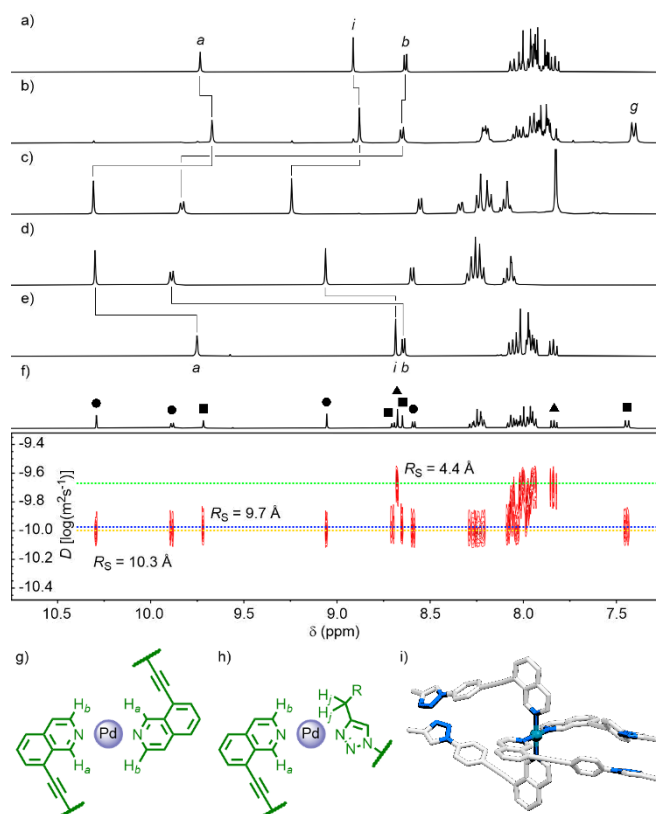 a)
a
i
b
b)
g
c)
d)
e)
a
i
b
f)
-9.4
-9.6
-9.8
-10.0
-10.2
-10.4
D [log(m²s⁻¹)]
R_S = 4.4 Å
R_S = 9.7 Å
R_S = 10.3 Å
10.5 10.0 9.5 9.0 8.5 8.0 7.5
δ (ppm)
g) h) i)
H_b H_a Pd H_a H_b
H_b H_a Pd H_i H_j R
N N N N N N